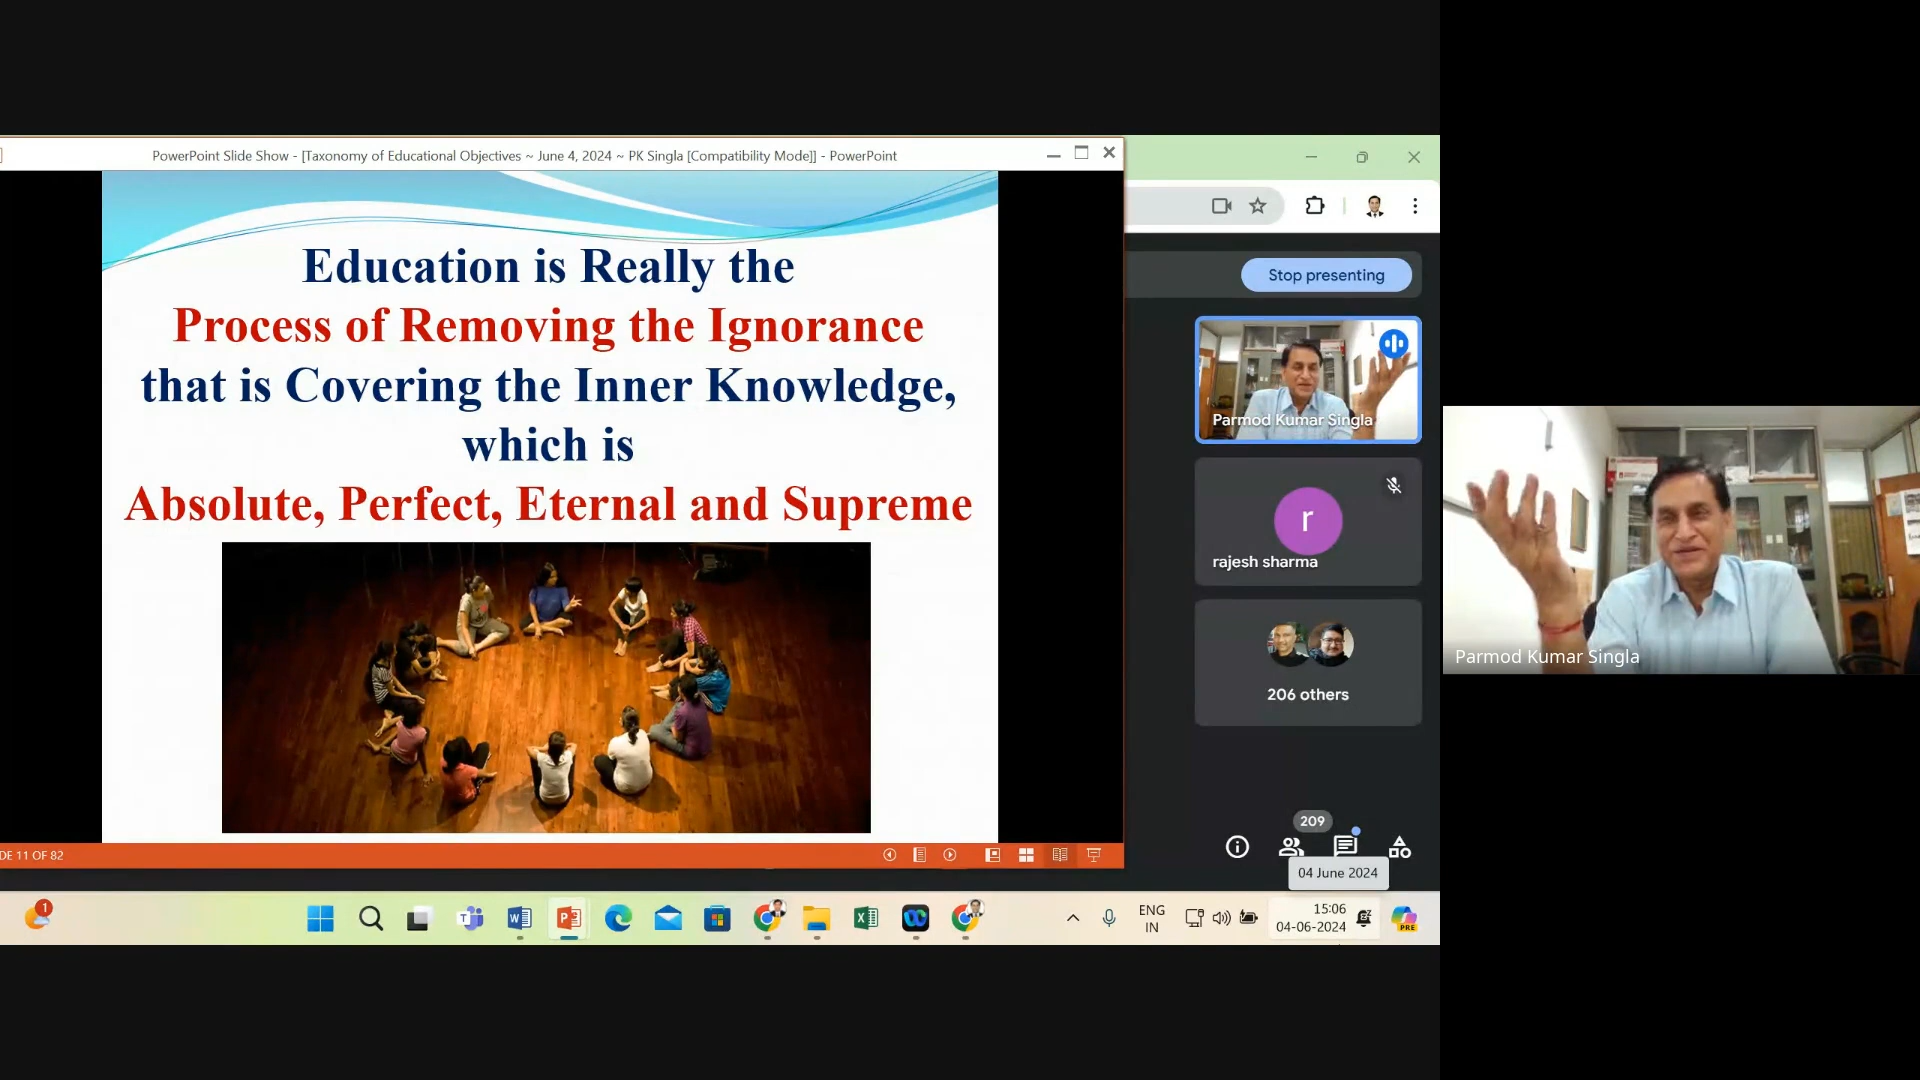 PowerPoint Slide Show - [Taxonomy of Educational Objectives ~ June 4, 2024 ~ PK Singla [Compatibility Mode]] - PowerPoint
Education is Really the
Process of Removing the Ignorance
that is Covering the Inner Knowledge,
which is
Absolute, Perfect, Eternal and Supreme
DE 11 OF 82
Stop presenting
Parmod Kumar Singla
r
rajesh sharma
206 others
209
04 June 2024
Parmod Kumar Singla
1
ENG
IN
15:06
04-06-2024
PRE